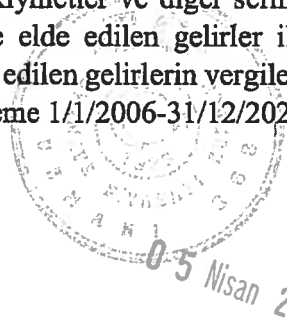 kıymetler ve diğer serm
e elde edilen gelirler il
edilen gelirlerin vergile
eme 1/1/2006-31/12/202
05 Nisan 2